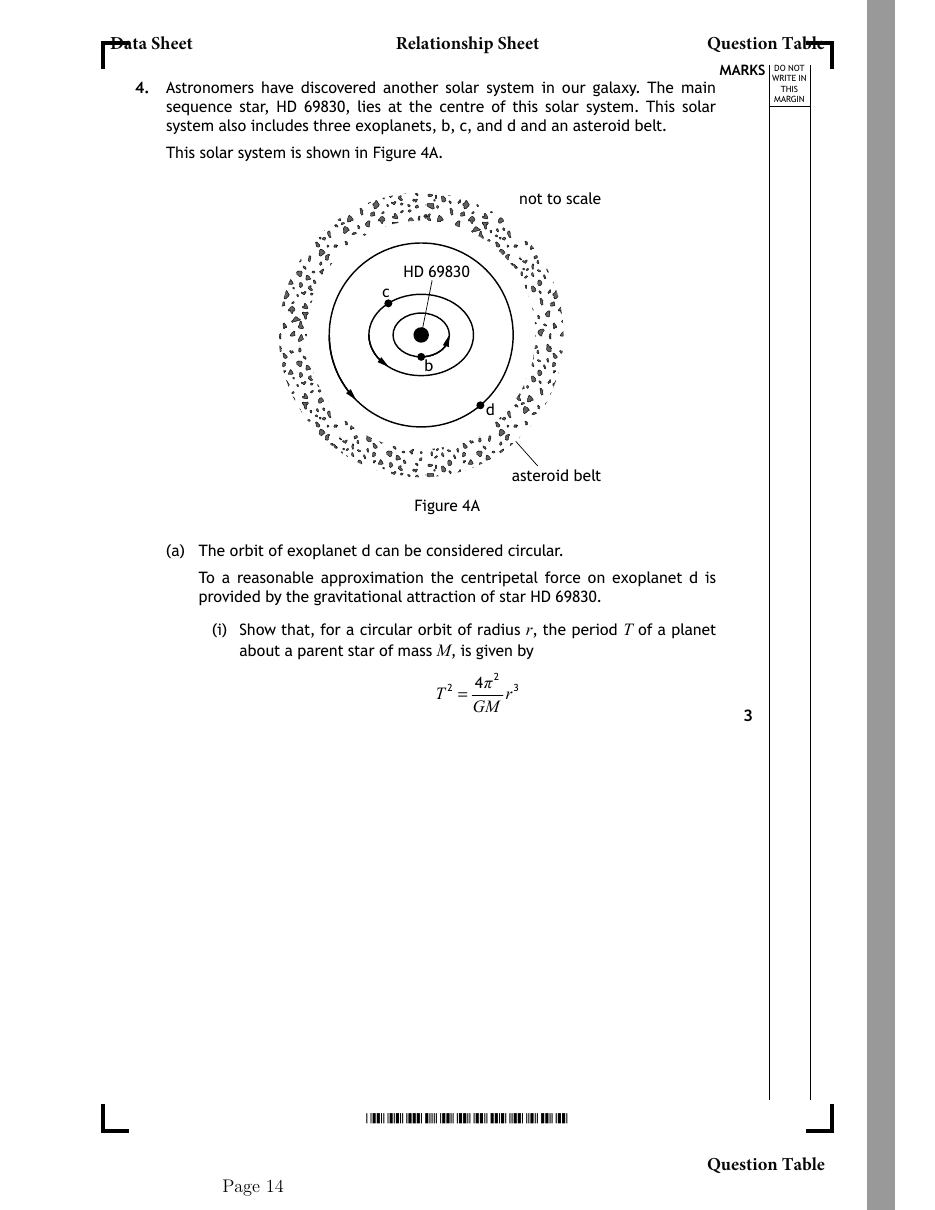 Data Sheet Relationship Sheet Question Table
MARKS DO NOT
WRITE IN
THIS
MARGIN
4. Astronomers have discovered another solar system in our galaxy. The main
sequence star, HD 69830, lies at the centre of this solar system. This solar
system also includes three exoplanets, b, c, and d and an asteroid belt.
This solar system is shown in Figure 4A.
not to scale
HD 69830
c
b
d
asteroid belt
Figure 4A
(a) The orbit of exoplanet d can be considered circular.
To a reasonable approximation the centripetal force on exoplanet d is
provided by the gravitational attraction of star HD 69830.
(i) Show that, for a circular orbit of radius r, the period T of a planet
about a parent star of mass M, is given by
T² = 4π²/GM r³
3
Question Table
Page 14